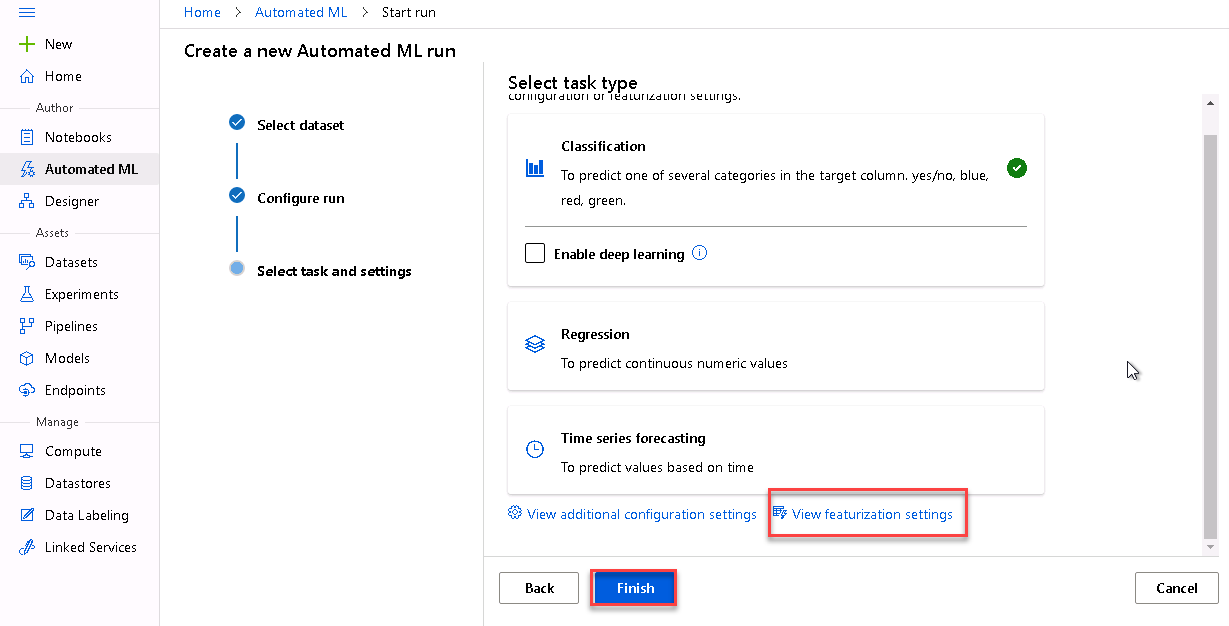 Home > Automated ML > Start run
New
Home
Author
Notebooks
Automated ML
Designer
Assets
Datasets
Experiments
Pipelines
Models
Endpoints
Manage
Compute
Datastores
Data Labeling
Linked Services
Create a new Automated ML run
Select dataset
Configure run
Select task and settings
Select task type
configuration or featurization settings.
Classification
To predict one of several categories in the target column. yes/no, blue,
red, green.
Enable deep learning
Regression
To predict continuous numeric values
Time series forecasting
To predict values based on time
View additional configuration settings
View featurization settings
Back
Finish
Cancel